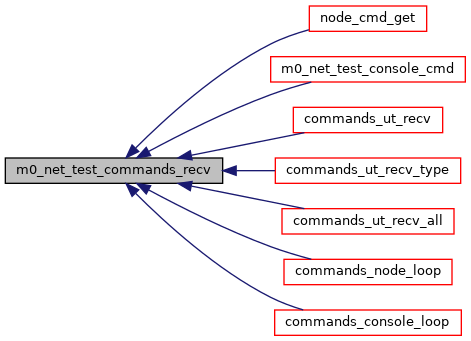 node_cmd_get
m0_net_test_console_cmd
commands_ut_recv
m0_net_test_commands_recv
commands_ut_recv_type
commands_ut_recv_all
commands_node_loop
commands_console_loop